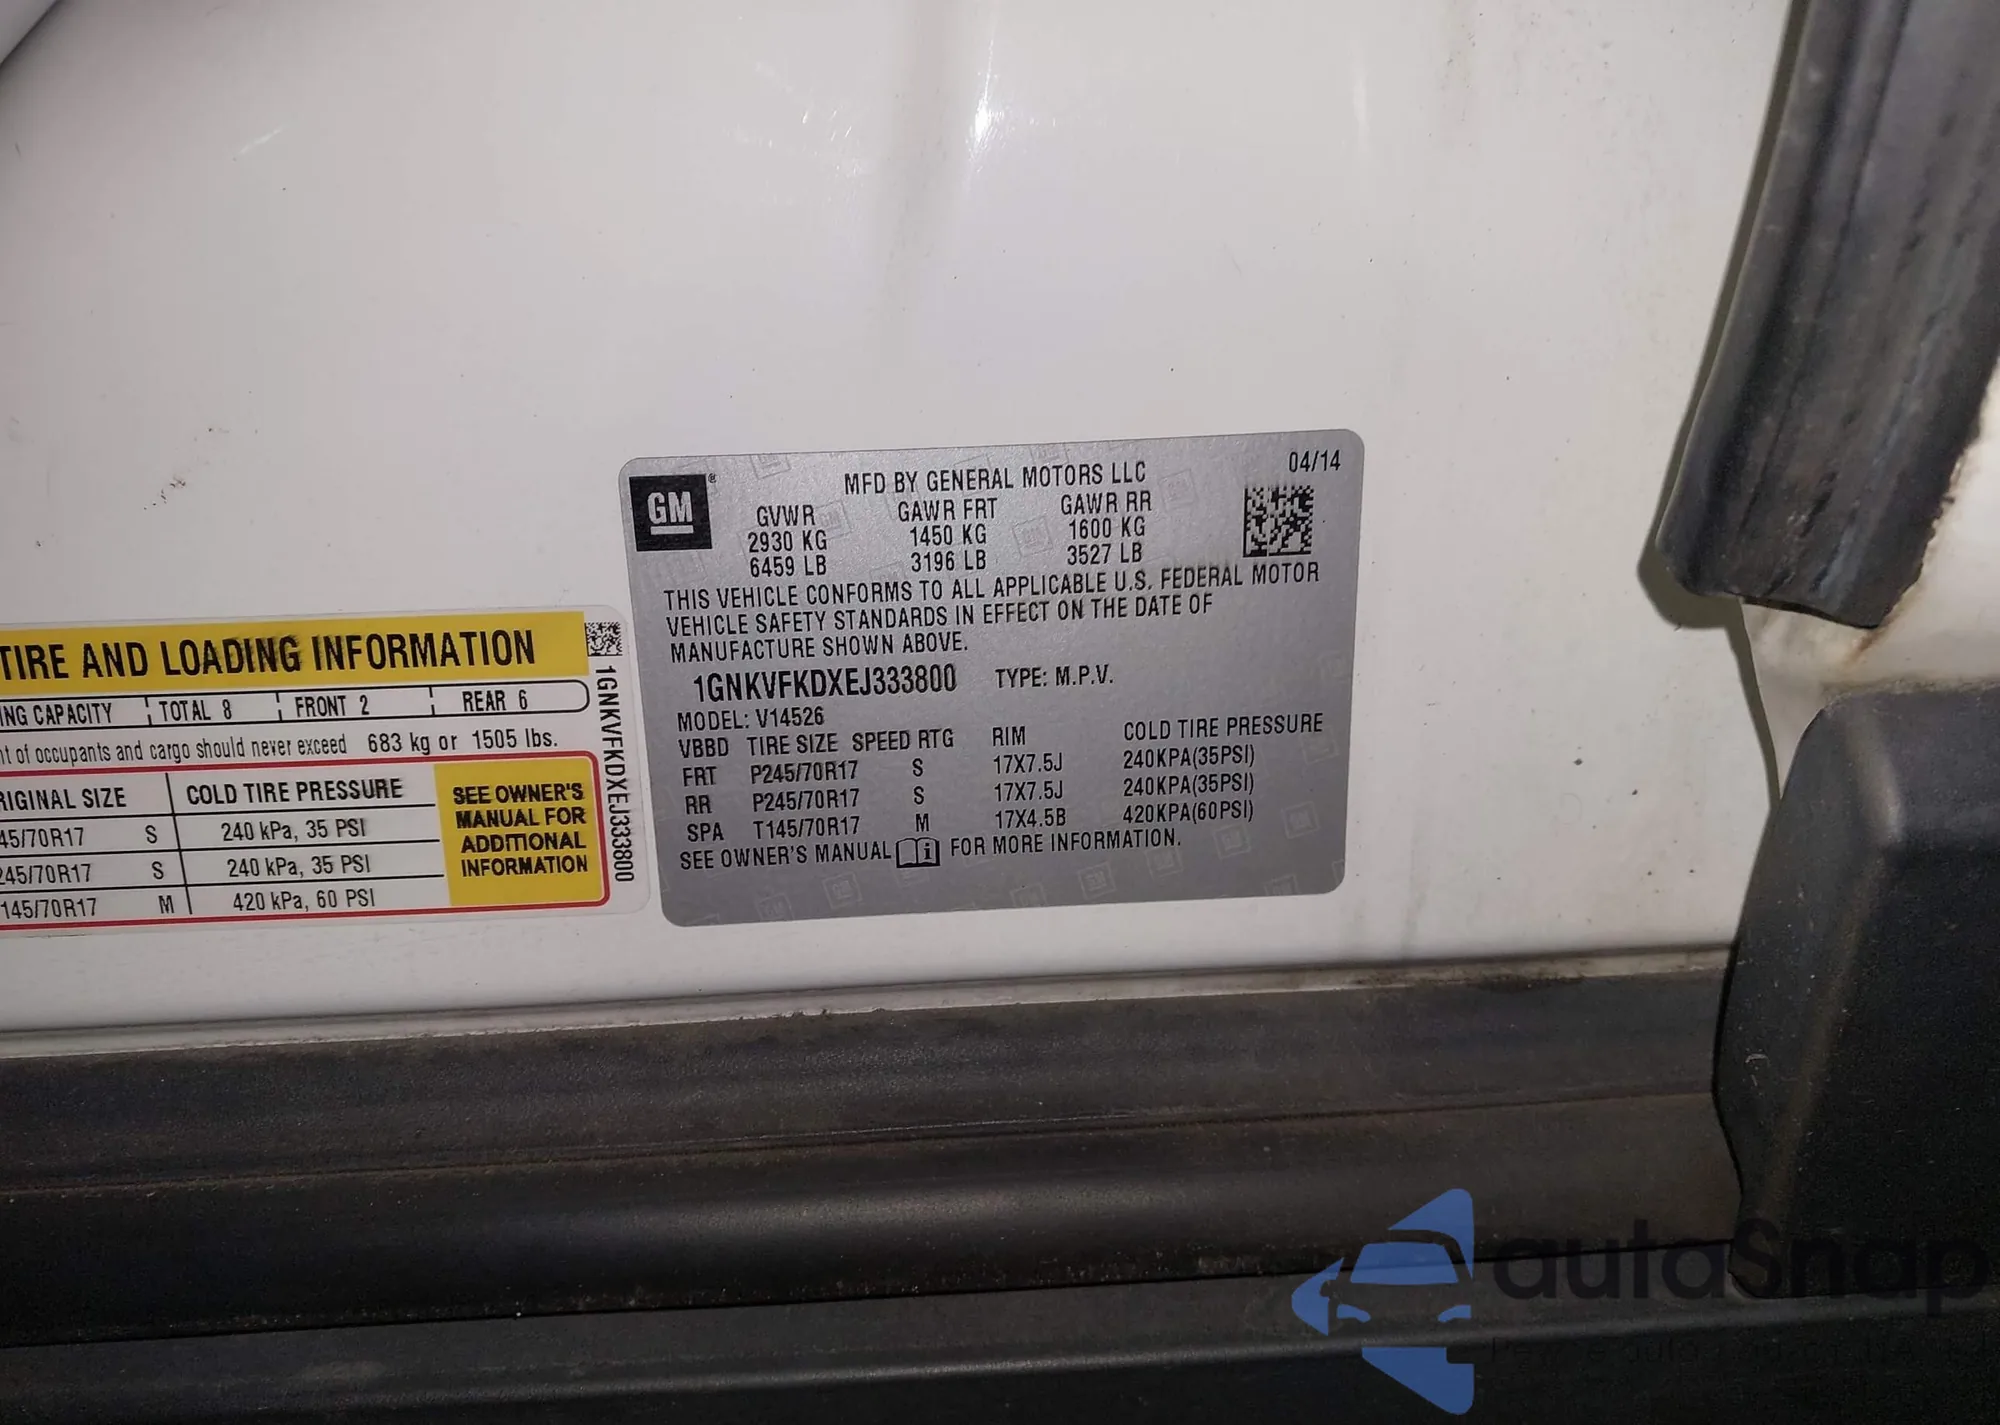 TIRE AND LOADING INFORMATION
ING CAPACITY TOTAL 8 FRONT 2 REAR 6
of occupants and cargo should never exceed 683 kg or 1505 lbs.
RIGINAL SIZE COLD TIRE PRESSURE
45/70R17 S 240 kPa, 35 PSI
245/70R17 S 240 kPa, 35 PSI
145/70R17 M 420 kPa, 60 PSI
SEE OWNER'S
MANUAL FOR
ADDITIONAL
INFORMATION
1GNKVFKDXEJ333800
GM ®
MFD BY GENERAL MOTORS LLC 04/14
GVWR GAWR FRT GAWR RR
2930 KG 1450 KG 1600 KG
6459 LB 3196 LB 3527 LB
THIS VEHICLE CONFORMS TO ALL APPLICABLE U.S. FEDERAL MOTOR
VEHICLE SAFETY STANDARDS IN EFFECT ON THE DATE OF
MANUFACTURE SHOWN ABOVE.
1GNKVFKDXEJ333800 TYPE: M.P.V.
MODEL: V14526
VBBD TIRE SIZE SPEED RTG RIM COLD TIRE PRESSURE
FRT P245/70R17 S 17X7.5J 240KPA(35PSI)
RR P245/70R17 S 17X7.5J 240KPA(35PSI)
SPA T145/70R17 M 17X4.5B 420KPA(60PSI)
SEE OWNER'S MANUAL FOR MORE INFORMATION.
autoSnap